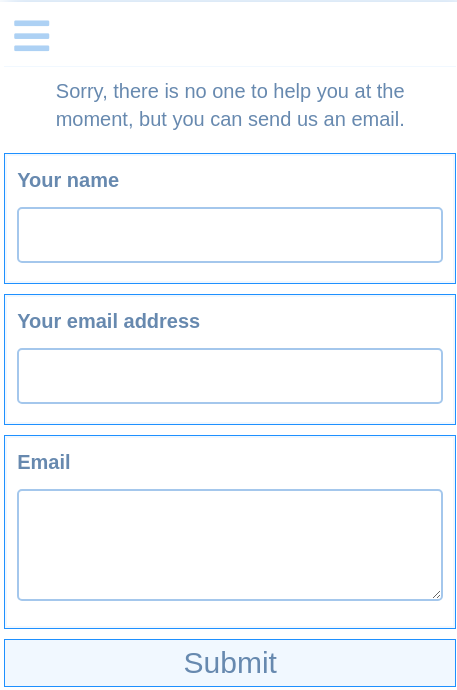 Sorry, there is no one to help you at the
moment, but you can send us an email.
Your name
Your email address
Email
Submit